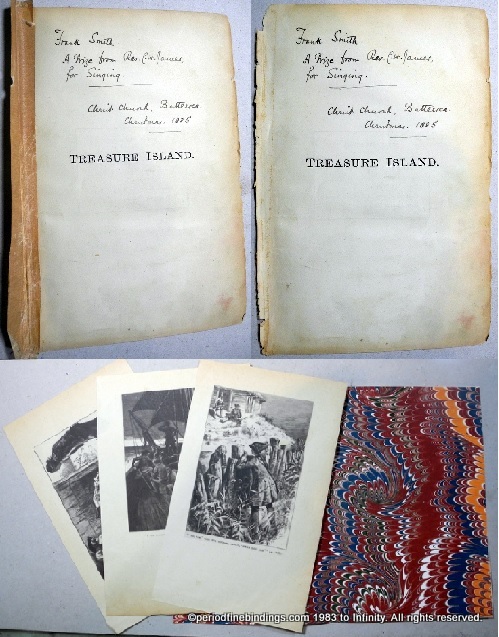 Frank Smith
A Prize from Rev. E.W. James,
for Singing
Christ Church, Battersea.
Christmas. 1885
TREASURE ISLAND.
Frank Smith
A Prize from Rev. E.W. James,
for Singing.
Christ Church, Battersea.
Christmas. 1885
TREASURE ISLAND.
©periodfinebindings.com 1983 to Infinity. All rights reserved.